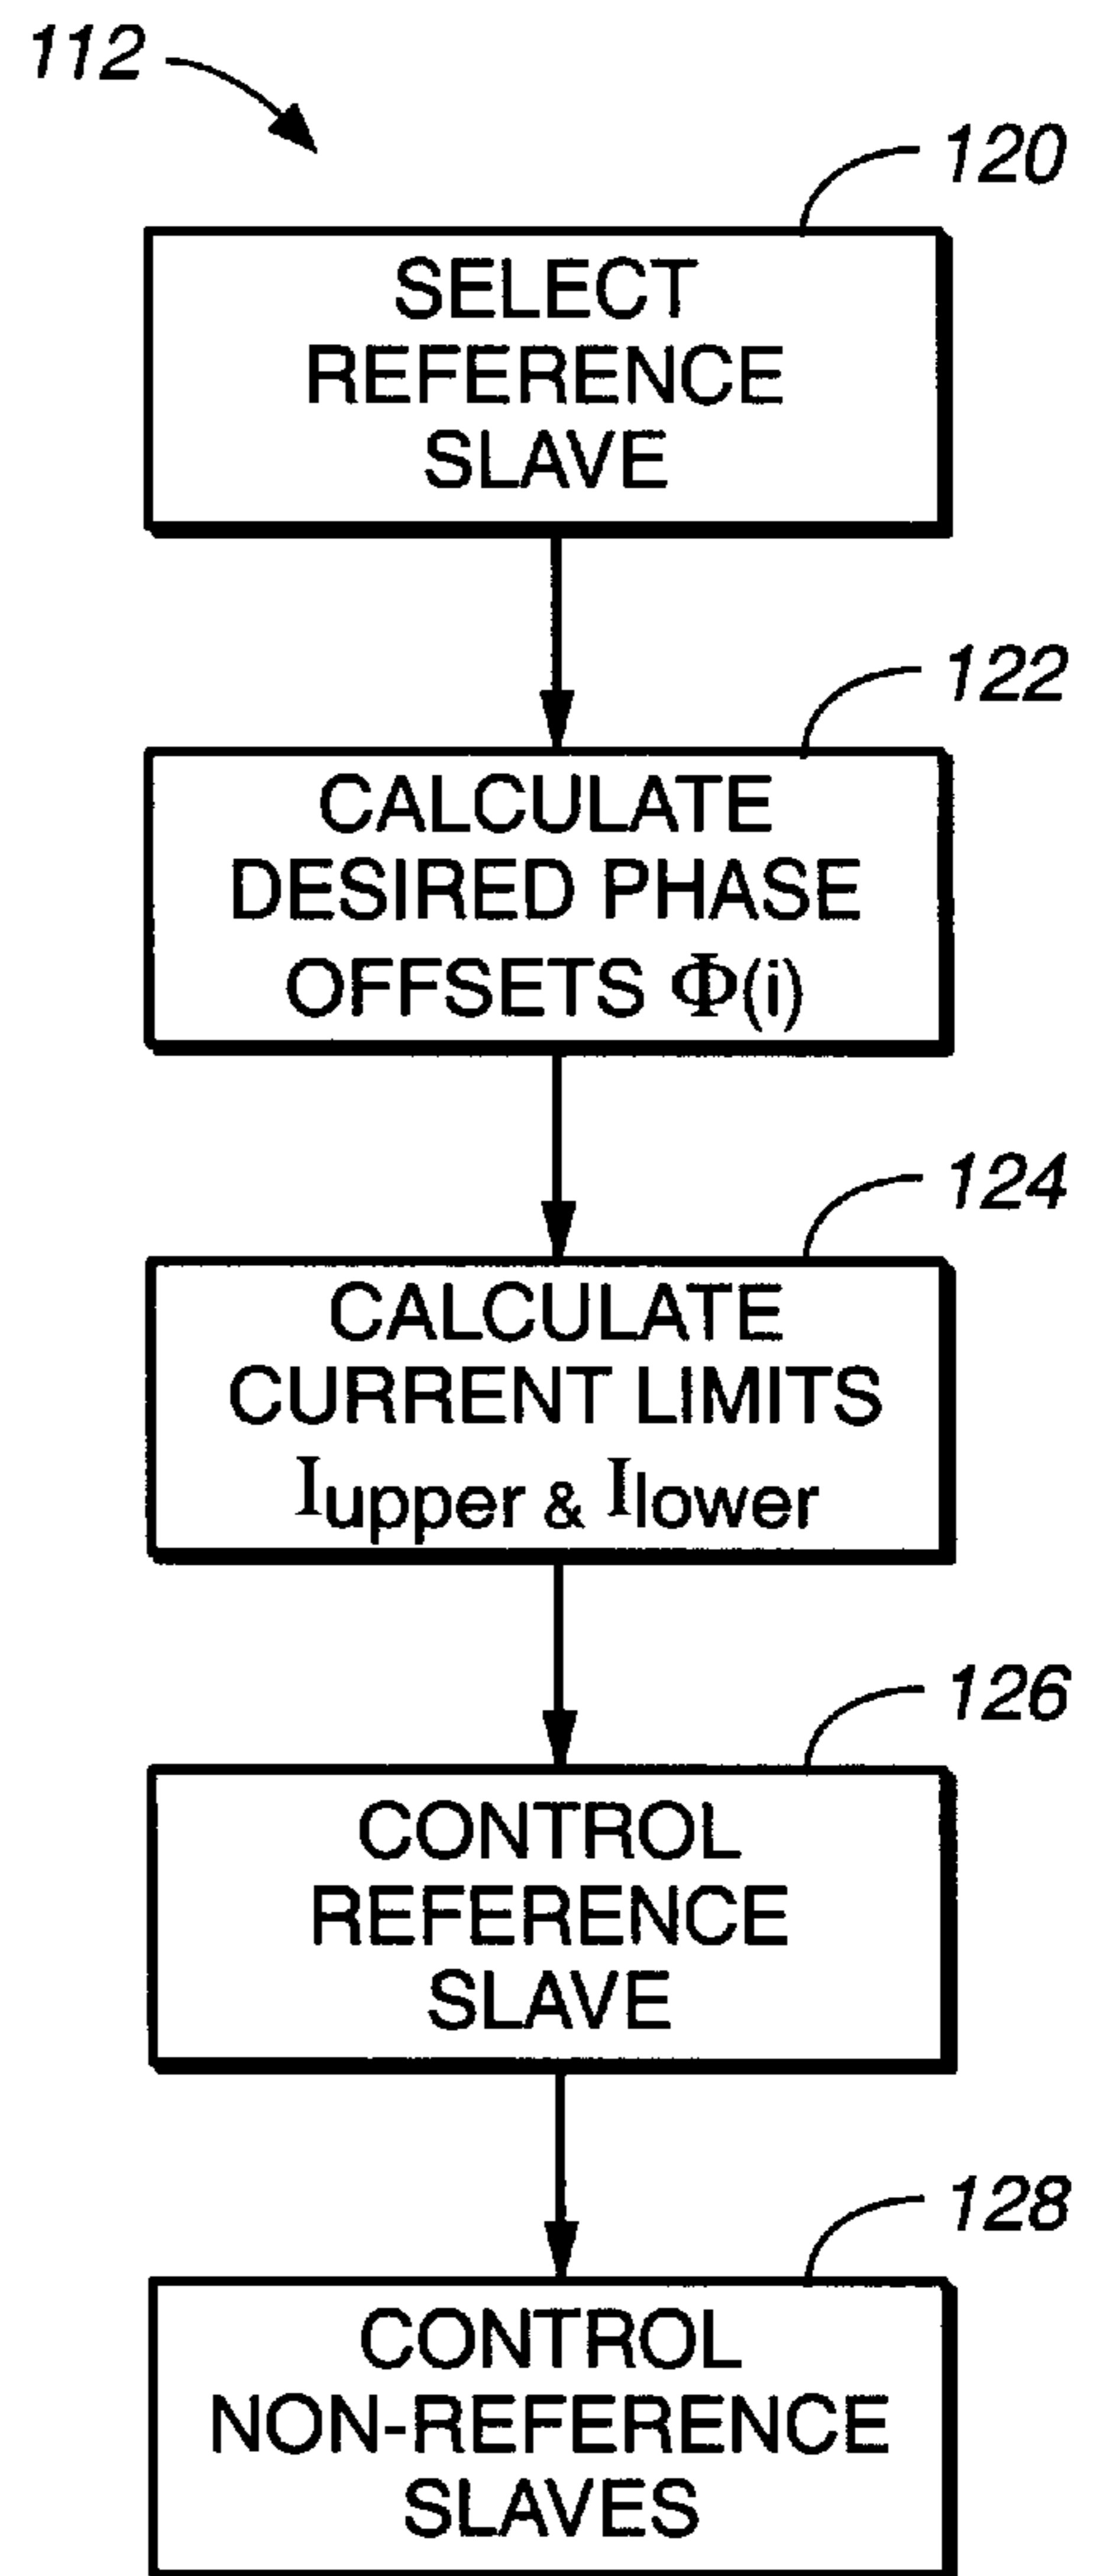 112
120
SELECT
REFERENCE
SLAVE
122
CALCULATE
DESIRED PHASE
OFFSETS Φ(i)
124
CALCULATE
CURRENT LIMITS
Iupper & Ilower
126
CONTROL
REFERENCE
SLAVE
128
CONTROL
NON-REFERENCE
SLAVES